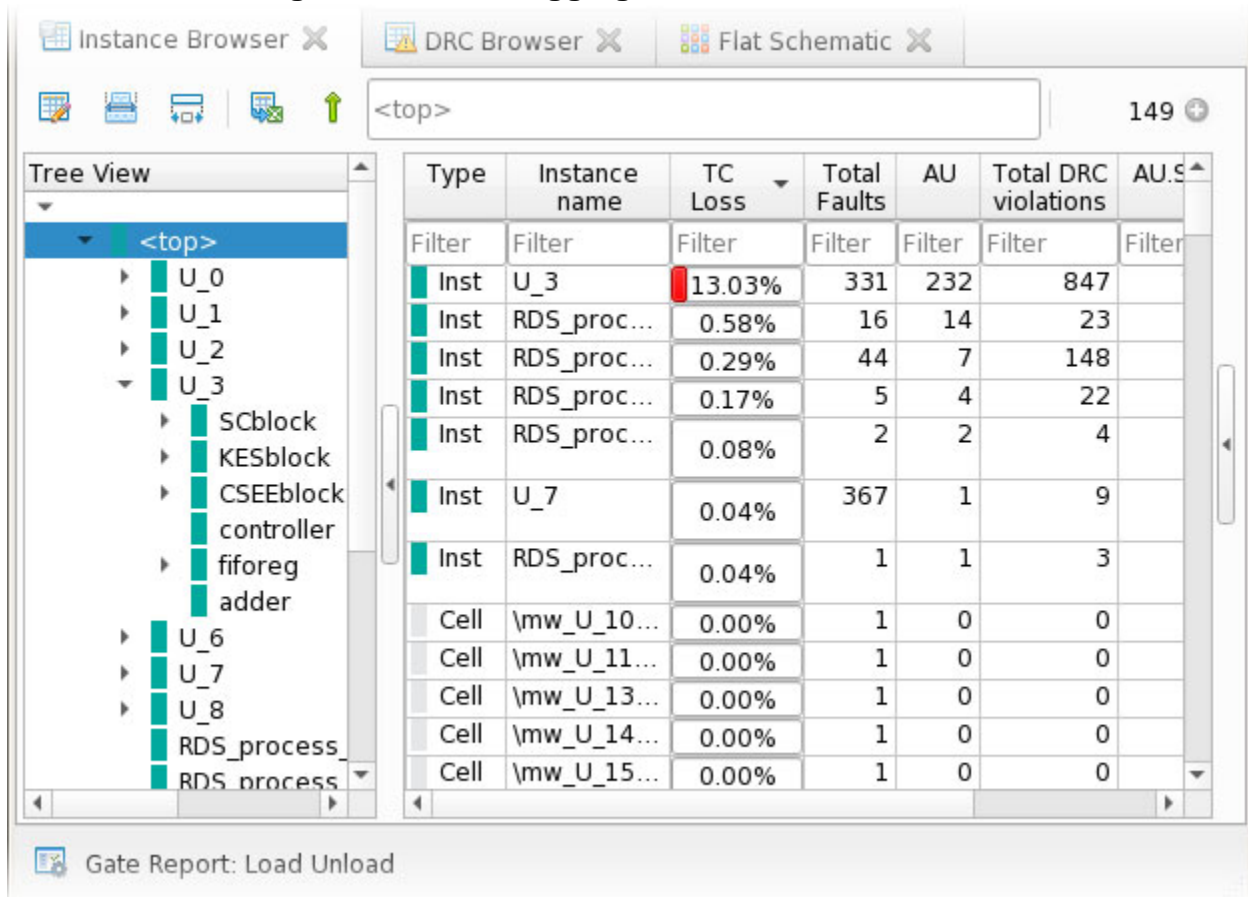 Instance Browser DRC Browser Flat Schematic
<top> 149
Tree View
<top>
U_0
U_1
U_2
U_3
SCblock
KESblock
CSEEblock
controller
fiforeg
adder
U_6
U_7
U_8
RDS_process_
RDS_process
Type Instance name TC Loss Total Faults AU Total DRC violations AU.S
Filter Filter Filter Filter Filter Filter Filter
Inst U_3 13.03% 331 232 847
Inst RDS_proc... 0.58% 16 14 23
Inst RDS_proc... 0.29% 44 7 148
Inst RDS_proc... 0.17% 5 4 22
Inst RDS_proc... 0.08% 2 2 4
Inst U_7 0.04% 367 1 9
Inst RDS_proc... 0.04% 1 1 3
Cell \mw_U_10... 0.00% 1 0 0
Cell \mw_U_11... 0.00% 1 0 0
Cell \mw_U_13... 0.00% 1 0 0
Cell \mw_U_14... 0.00% 1 0 0
Cell \mw_U_15... 0.00% 1 0 0
Gate Report: Load Unload